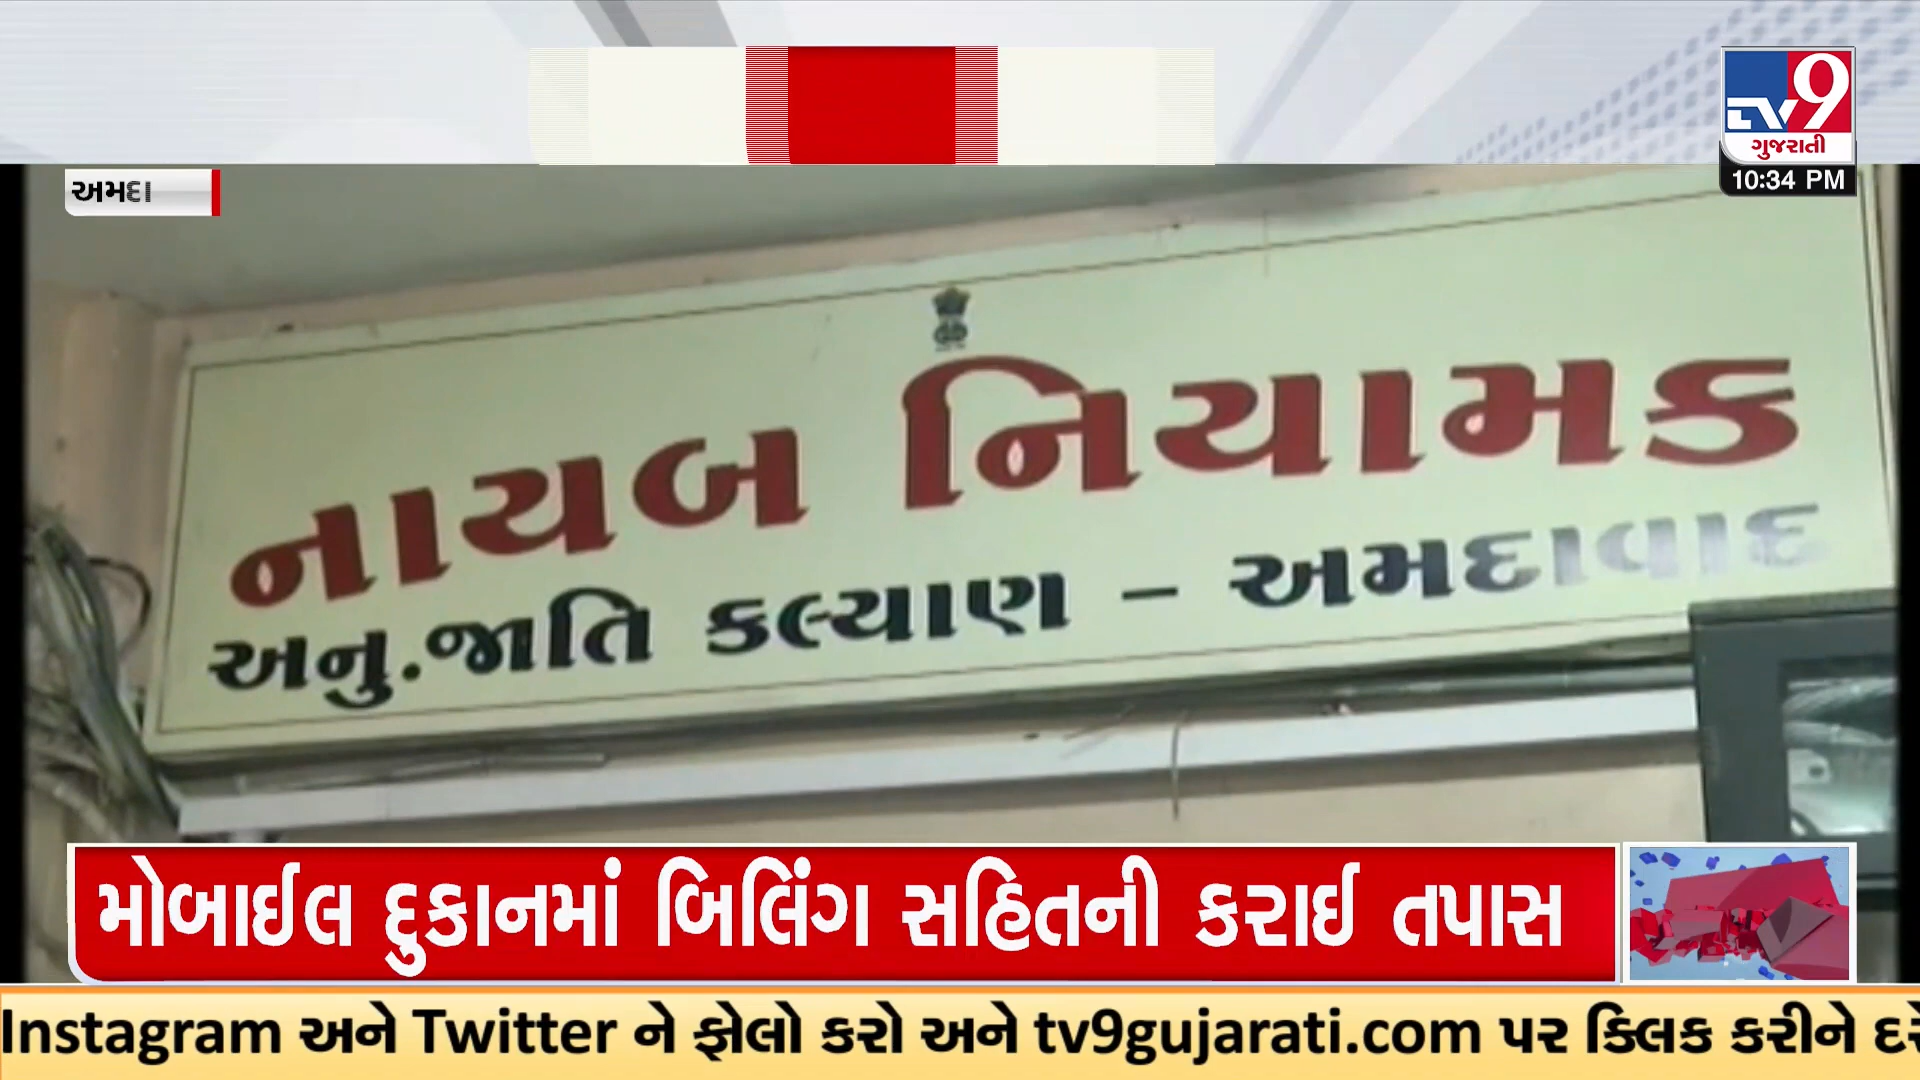 TV9
ગુજરાતી
10:34 PM
અમદા
નાયબ નિયામક
અનુ.જાતિ કલ્યાણ - અમદાવાદ
મોબાઈલ દુકાનમાં બિલિંગ સહિતની કરાઈ તપાસ
Instagram અને Twitter ને ફોલો કરો અને tv9gujarati.com પર ક્લિક કરીને દરે